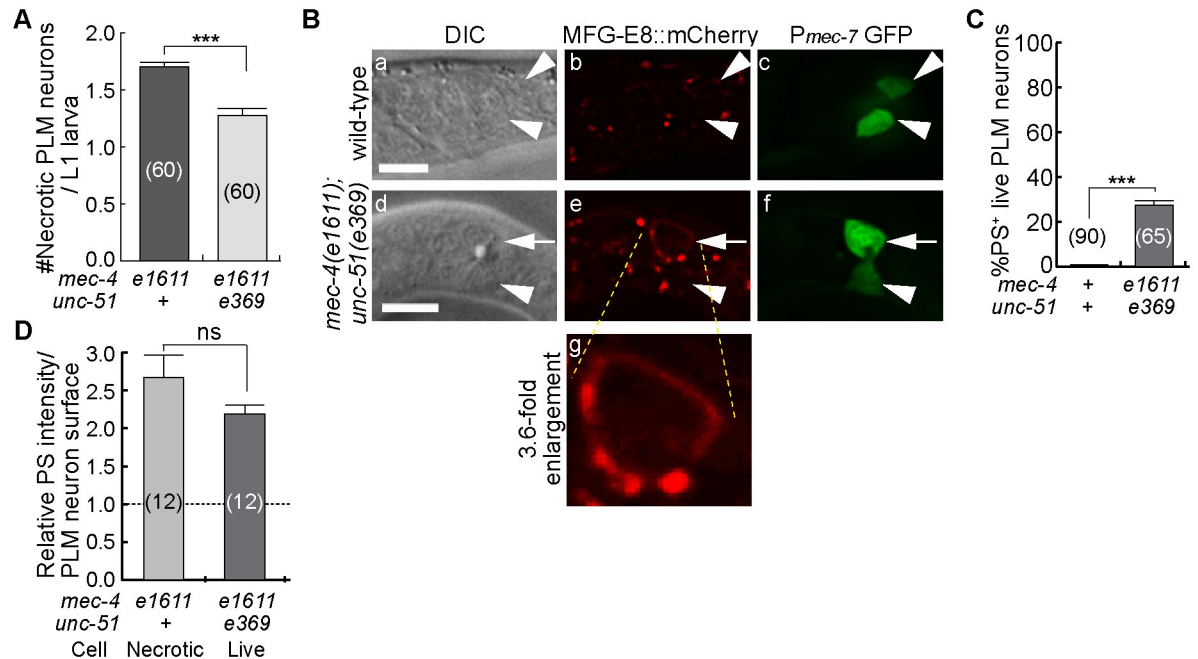 A
#Necrotic PLM neurons
/ L1 larva
2.0
1.5
1.0
0.5
0.0
***
(60)
(60)
mec-4 e1611 e1611
unc-51 + e369
B
DIC MFG-E8::mCherry Pmec-7 GFP
wild-type
a b c
mec-4(e1611);
unc-51(e369)
d e f
3.6-fold
enlargement
g
C
%PS+ live PLM neurons
100
80
60
40
20
0
***
(90)
(65)
mec-4 + e1611
unc-51 + e369
D
Relative PS intensity/
PLM neuron surface
3.0
2.5
2.0
1.5
1.0
0.5
0.0
ns
(12)
(12)
mec-4 e1611 e1611
unc-51 + e369
Cell Necrotic Live